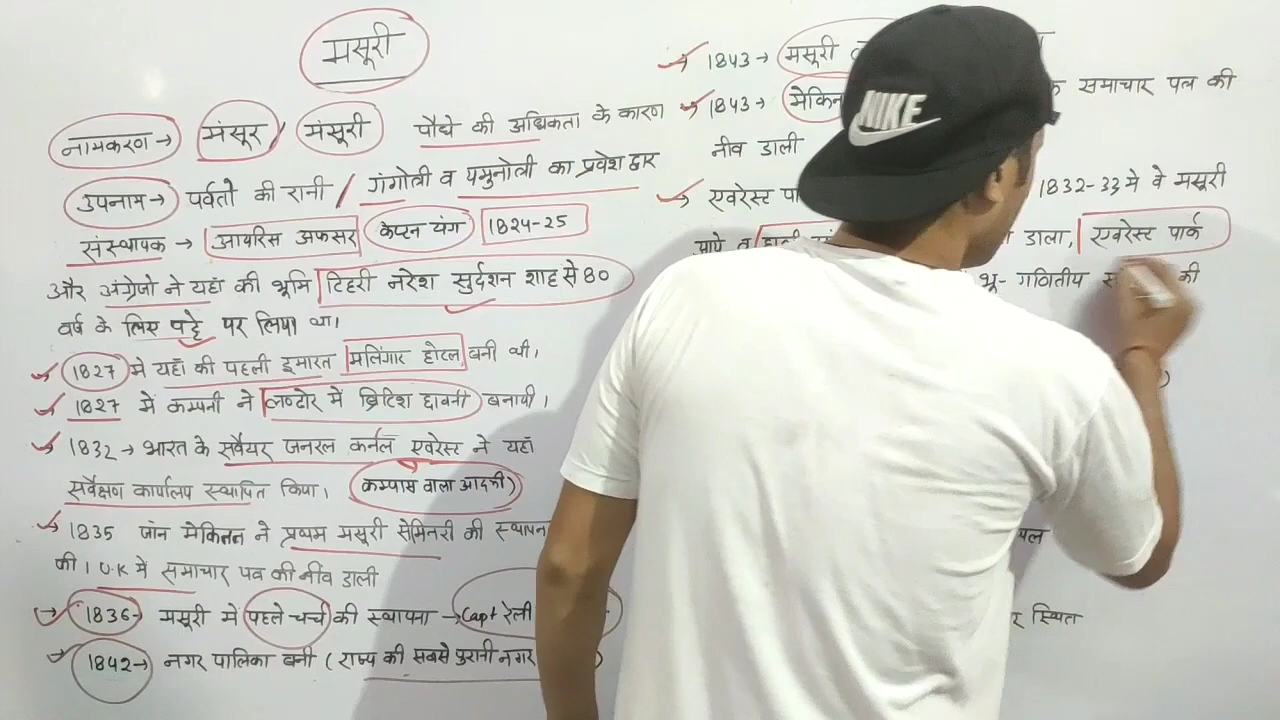 मसूरी
नामकरण → मंसूर / मंसूरी पौधे की अधिकता के कारण
उपनाम → पर्वतो की रानी / गंगोत्री व यमुनोत्री का प्रवेश द्वार
संस्थापक → आयरिस अफसर केप्टन यंग 1824-25
और अंग्रेजो ने यहाँ की भूमि टिहरी नरेश सुर्दशन शाह से 80
वर्ष के लिए पट्टे पर लिया था।
1827 मे यहाँ की पहली इमारत मलिंगार होटल बनी थी।
1827 में कम्पनी ने लण्ढोर में ब्रिटिश छावनी बनायी।
1832 → भारत के सर्वेयर जनरल कर्नल एवरेस्ट ने यहाँ
सर्वेक्षण कार्यालय स्थापित किया। कम्पास वाला आदमी)
1835 जॉन मेकिनन ने प्रथम मसूरी सेमिनरी की स्थापना
की। U.K में समाचार पत्र की नींव डाली
1836 → मसूरी में पहले चर्च की स्थापना → Capt रेली
1842 → नगर पालिका बनी (राज्य की सबसे पुरानी नगर
1843 → मसूरी
1843 → मेकिन समाचार पत्र की
नीव डाली
एवरेस्ट 1832-33 मे वे मसूरी
आये व डाला, एवरेस्ट पार्क
भू- गणितीय की
र स्थित
NIKE